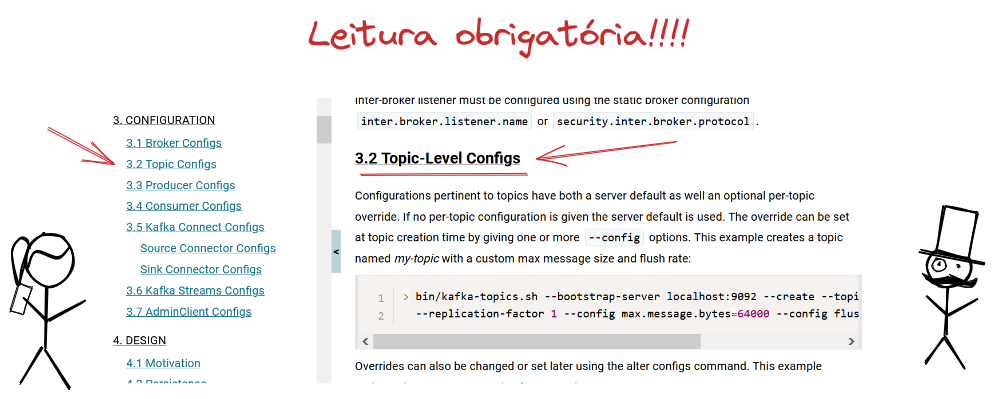 Leitura obrigatória!!!!
3. CONFIGURATION
3.1 Broker Configs
3.2 Topic Configs
3.3 Producer Configs
3.4 Consumer Configs
3.5 Kafka Connect Configs
Source Connector Configs
Sink Connector Configs
3.6 Kafka Streams Configs
3.7 AdminClient Configs
4. DESIGN
4.1 Motivation
4.2 Persistence
<
Inter-broker listener must be configured using the static broker configuration
inter.broker.listener.name or security.inter.broker.protocol.
3.2 Topic-Level Configs
Configurations pertinent to topics have both a server default as well an optional per-topic
override. If no per-topic configuration is given the server default is used. The override can be set
at topic creation time by giving one or more --config options. This example creates a topic
named my-topic with a custom max message size and flush rate:
1 > bin/kafka-topics.sh --bootstrap-server localhost:9092 --create --topi
2 --replication-factor 1 --config max.message.bytes=64000 --config flus
Overrides can also be changed or set later using the alter configs command. This example